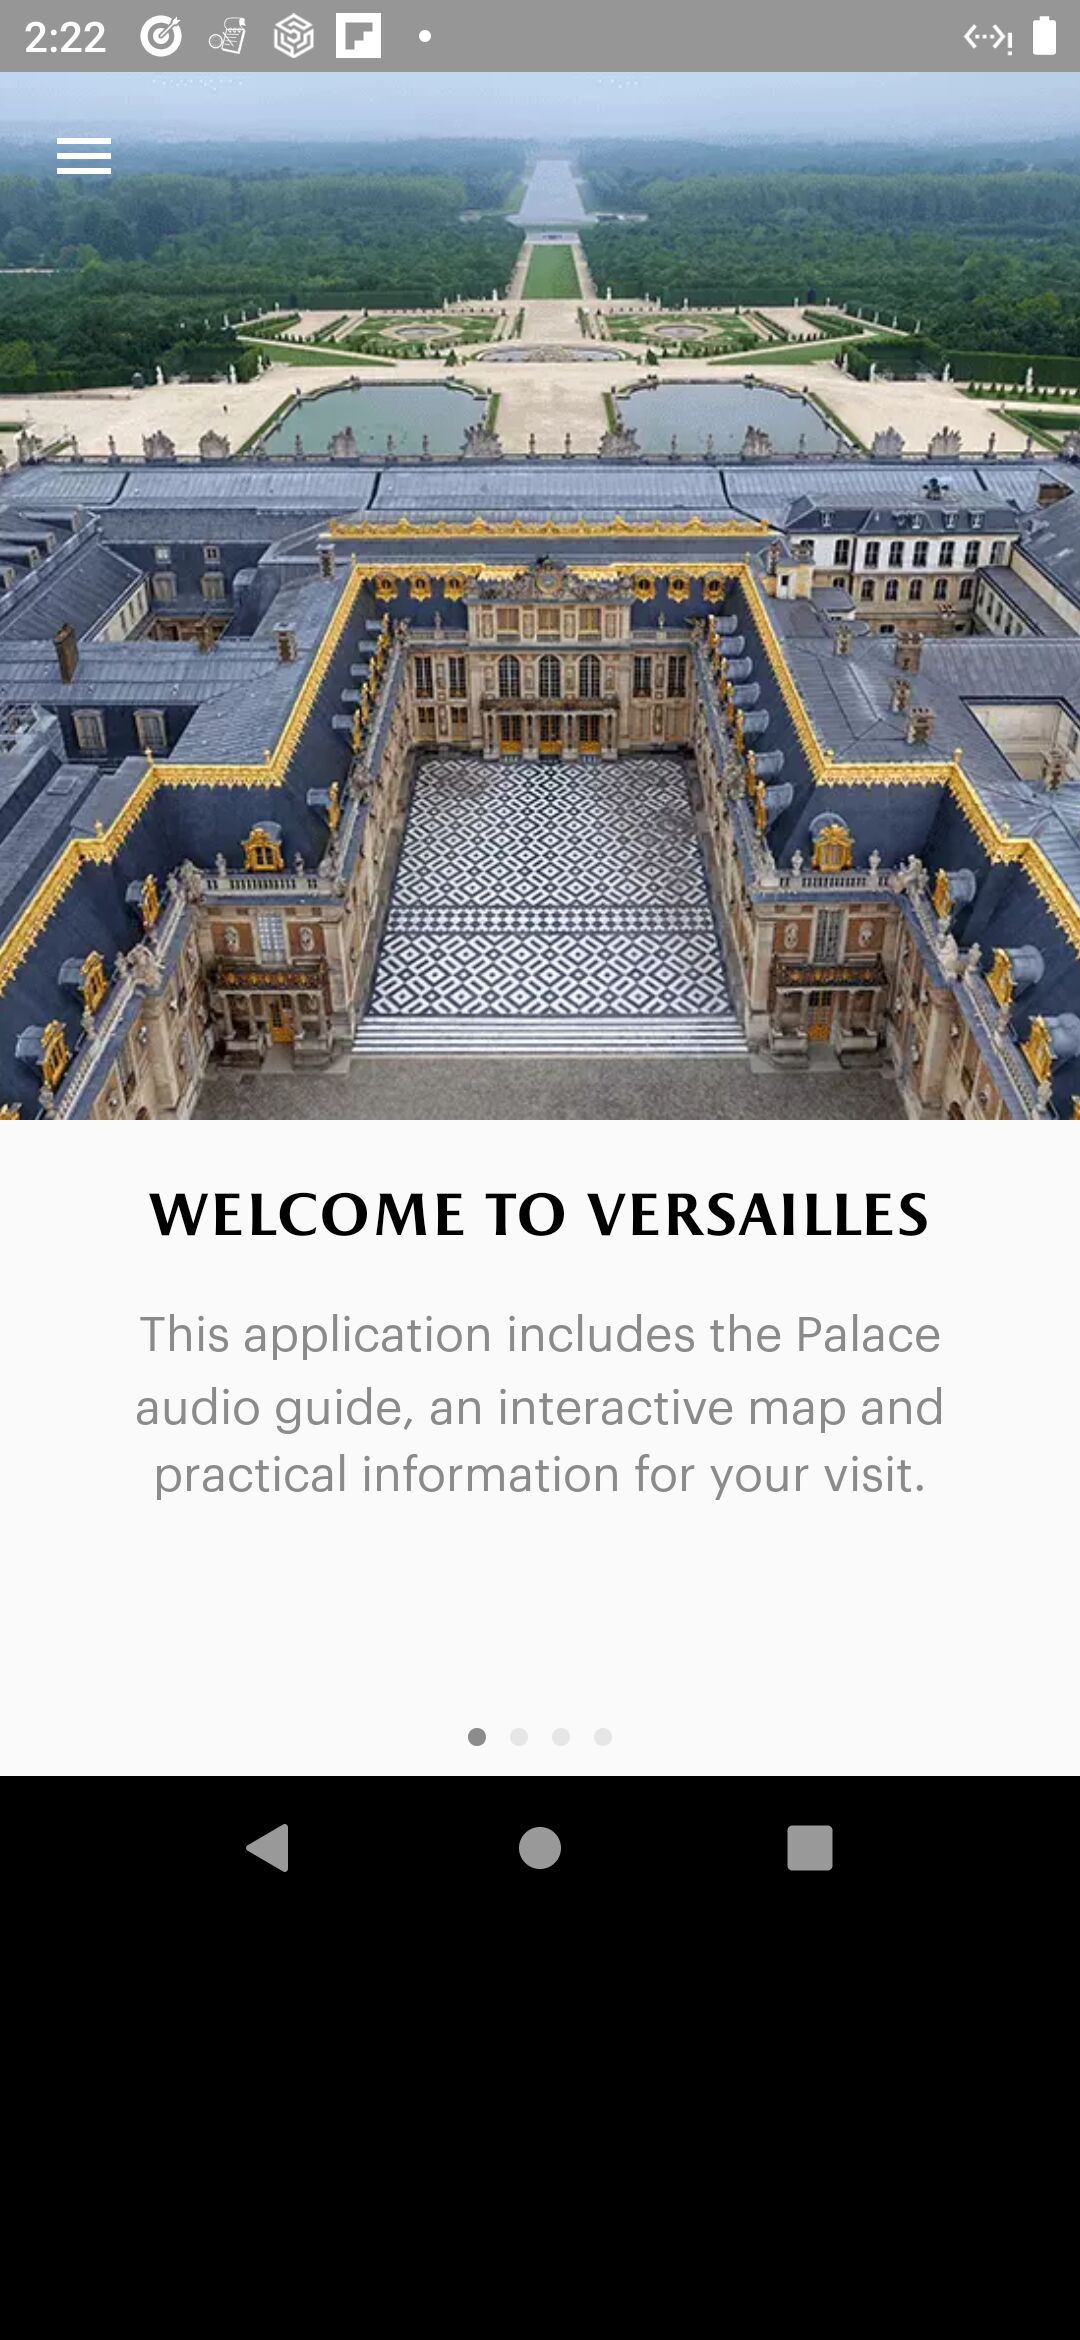 2:22
WELCOME TO VERSAILLES
This application includes the Palace
audio guide, an interactive map and
practical information for your visit.